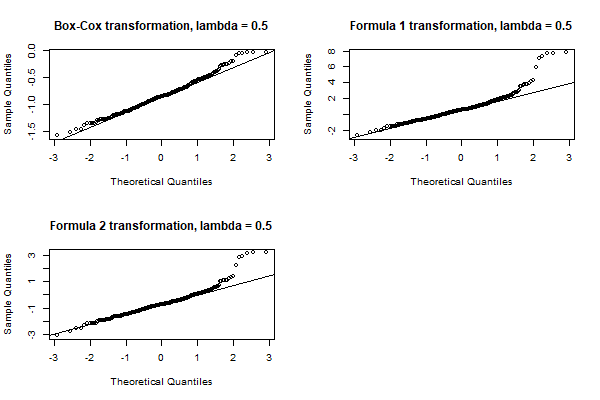 Box-Cox transformation, lambda = 0.5
Sample Quantiles
0.0
-0.5
-1.0
-1.5
-3 -2 -1 0 1 2 3
Theoretical Quantiles
Formula 1 transformation, lambda = 0.5
Sample Quantiles
8
6
4
2
-2
-3 -2 -1 0 1 2 3
Theoretical Quantiles
Formula 2 transformation, lambda = 0.5
Sample Quantiles
3
1
-1
-3
-3 -2 -1 0 1 2 3
Theoretical Quantiles